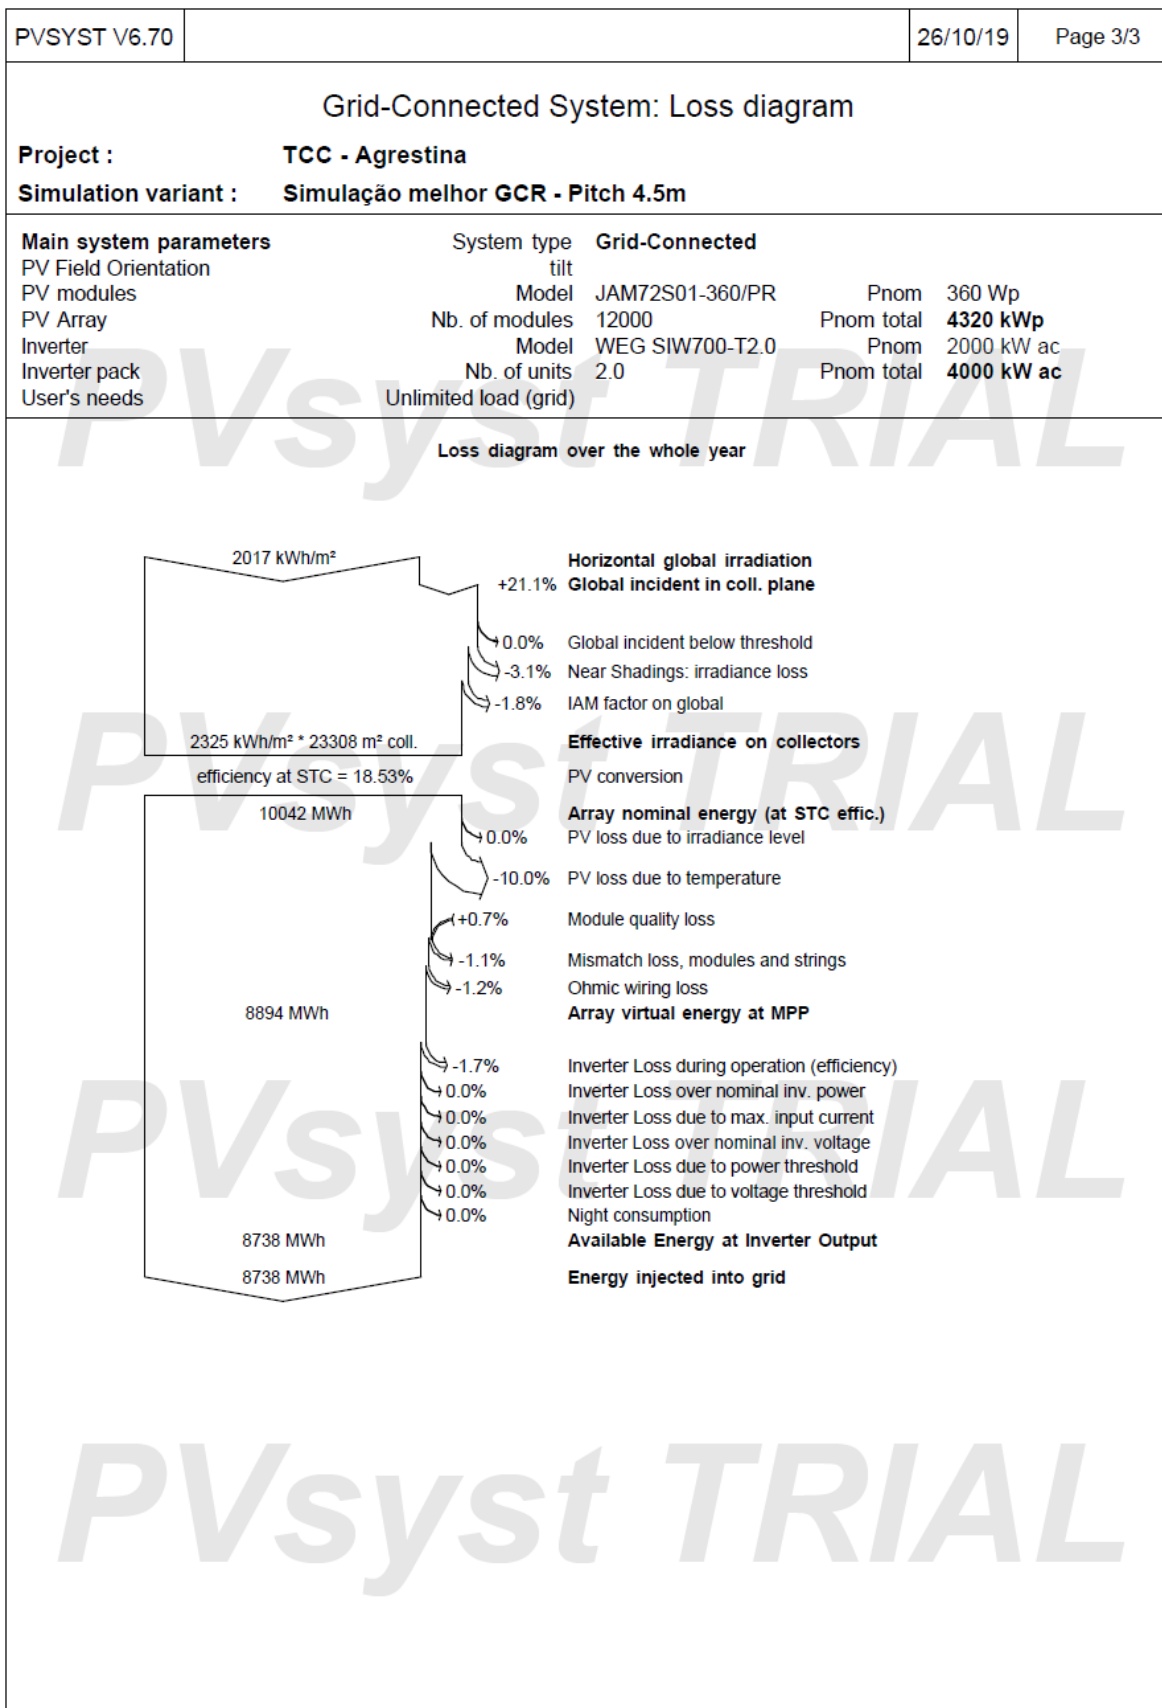 PVSYST V6.70 26/10/19 Page 3/3
Grid-Connected System: Loss diagram
Project : TCC - Agrestina
Simulation variant : Simulação melhor GCR - Pitch 4.5m
Main system parameters System type Grid-Connected
PV Field Orientation tilt
PV modules Model JAM72S01-360/PR Pnom 360 Wp
PV Array Nb. of modules 12000 Pnom total 4320 kWp
Inverter Model WEG SIW700-T2.0 Pnom 2000 kW ac
Inverter pack Nb. of units 2.0 Pnom total 4000 kW ac
User's needs Unlimited load (grid)
PVsyst TRIAL
Loss diagram over the whole year
2017 kWh/m² Horizontal global irradiation
+21.1% Global incident in coll. plane
0.0% Global incident below threshold
-3.1% Near Shadings: irradiance loss
-1.8% IAM factor on global
2325 kWh/m² * 23308 m² coll. Effective irradiance on collectors
efficiency at STC = 18.53% PV conversion
PVsyst TRIAL
10042 MWh Array nominal energy (at STC effic.)
0.0% PV loss due to irradiance level
-10.0% PV loss due to temperature
+0.7% Module quality loss
-1.1% Mismatch loss, modules and strings
-1.2% Ohmic wiring loss
8894 MWh Array virtual energy at MPP
-1.7% Inverter Loss during operation (efficiency)
0.0% Inverter Loss over nominal inv. power
0.0% Inverter Loss due to max. input current
0.0% Inverter Loss over nominal inv. voltage
PVsyst TRIAL
0.0% Inverter Loss due to power threshold
0.0% Inverter Loss due to voltage threshold
0.0% Night consumption
8738 MWh Available Energy at Inverter Output
8738 MWh Energy injected into grid
PVsyst TRIAL